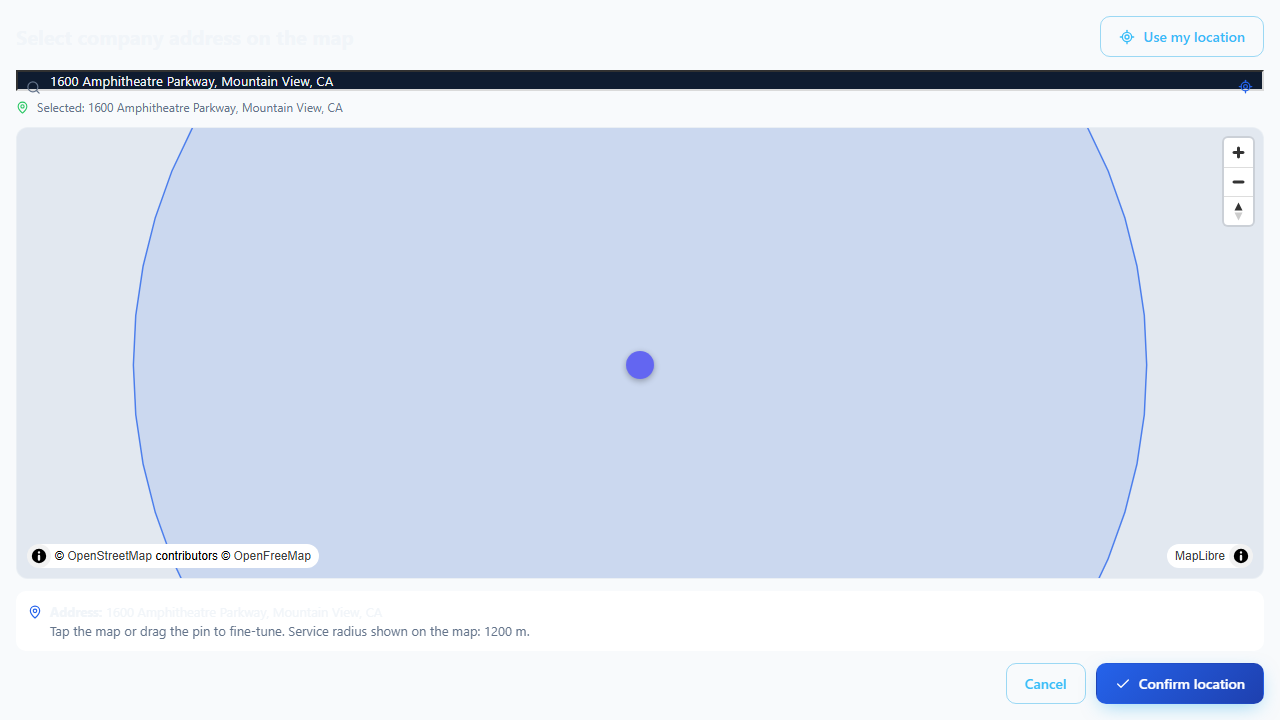 Select company address on the map
Use my location
1600 Amphitheatre Parkway, Mountain View, CA
Selected: 1600 Amphitheatre Parkway, Mountain View, CA
© OpenStreetMap contributors © OpenFreeMap
MapLibre
Address: 1600 Amphitheatre Parkway, Mountain View, CA
Tap the map or drag the pin to fine-tune. Service radius shown on the map: 1200 m.
Cancel
Confirm location